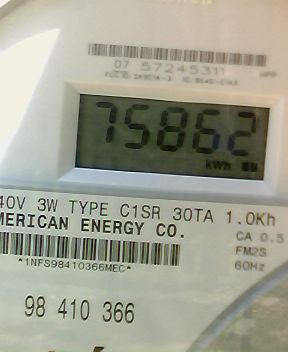 07 57245311
75862
kWh
40V 3W TYPE C1SR 30TA 1.0Kh
MERICAN ENERGY CO.
CA 0.5
FM2S
*1NFS98410366MEC*
60Hz
98 410 366